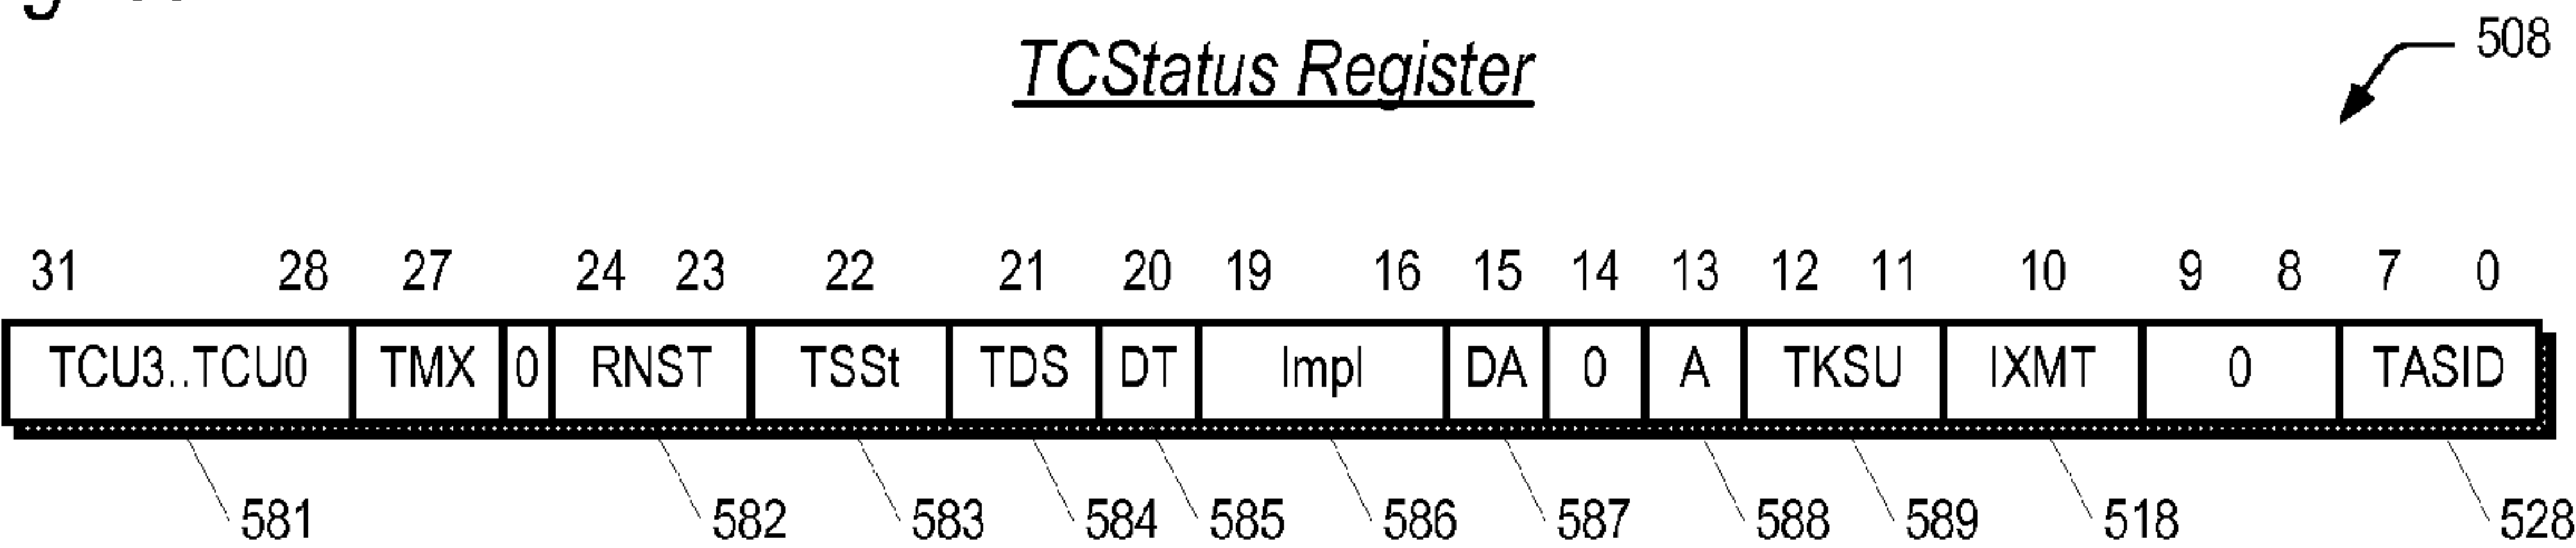 TCStatus Register
508
31 28 27 24 23 22 21 20 19 16 15 14 13 12 11 10 9 8 7 0
TCU3..TCU0 TMX 0 RNST TSSt TDS DT Impl DA 0 A TKSU IXMT 0 TASID
581 582 583 584 585 586 587 588 589 518 528